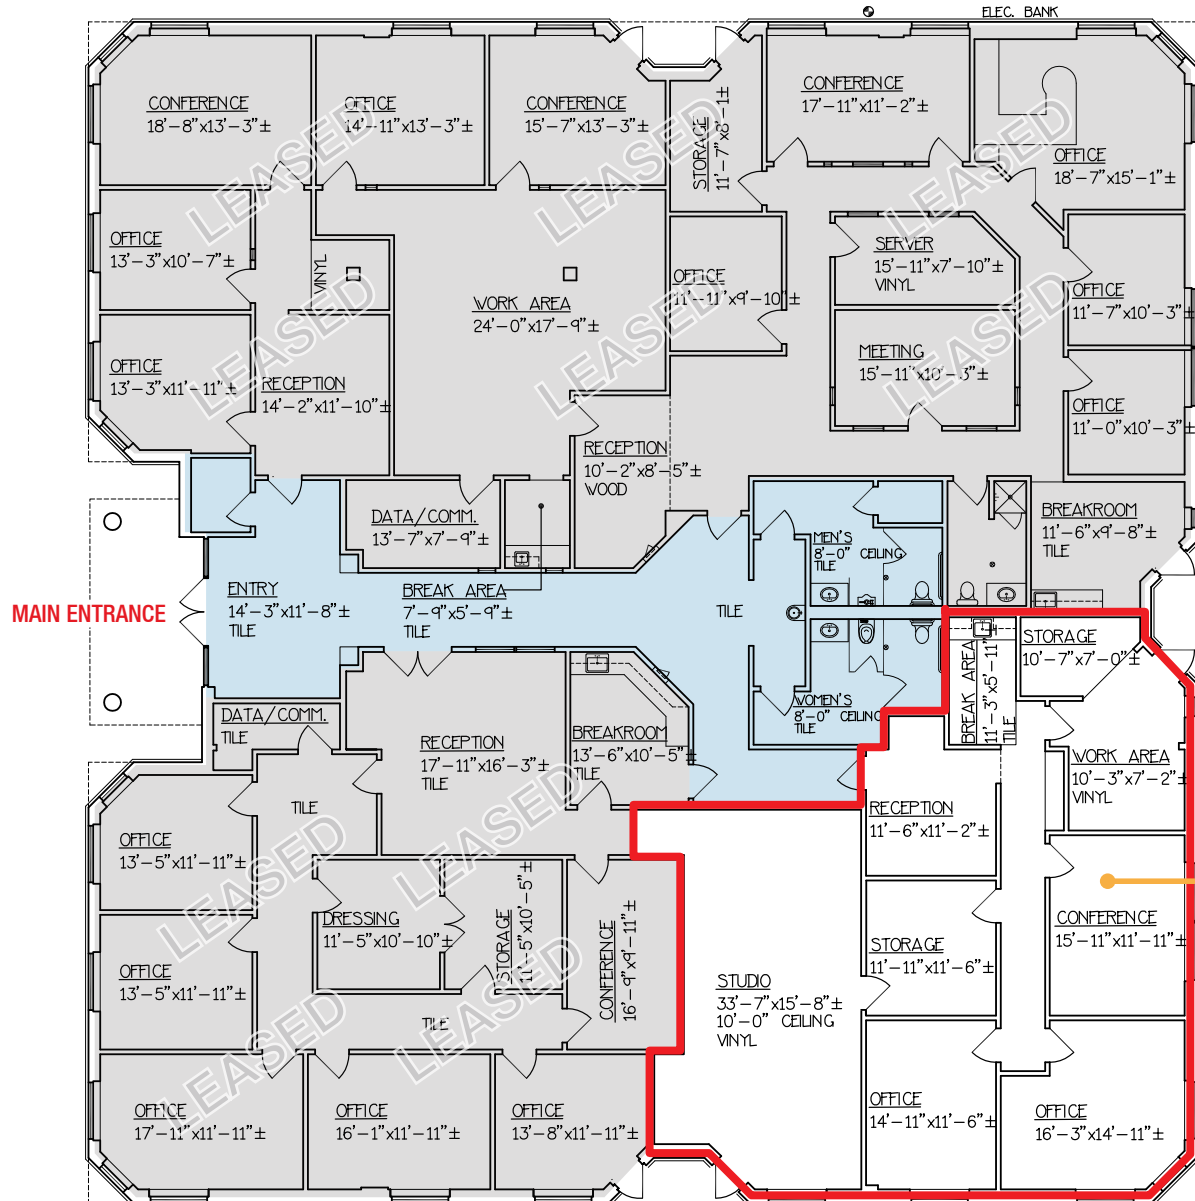 ELEC. BANK
CONFERENCE
18'-8"x13'-3"±
OFFICE
14'-11"x13'-3"±
CONFERENCE
15'-7"x13'-3"±
STORAGE
11'-7"x8'-1±
CONFERENCE
17'-11"x11'-2"±
OFFICE
18'-7"x15'-1"±
LEASED
LEASED
LEASED
OFFICE
13'-3"x10'-7"±
VINYL
WORK AREA
24'-0"x17'-9"±
OFFICE
11'-11"x9'-10"±
SERVER
15'-11"x7'-10"±
VINYL
OFFICE
11'-7"x10'-3"±
OFFICE
13'-3"x11'-11"±
RECEPTION
14'-2"x11'-10"±
MEETING
15'-11"x10'-3"±
OFFICE
11'-0"x10'-3"±
LEASED
LEASED
LEASED
RECEPTION
10'-2"x8'-5"±
WOOD
DATA/COMM.
13'-7"x7'-9"±
BREAKROOM
11'-6"x9'-8"±
TILE
MEN'S
8'-0" CEILING
TILE
MAIN ENTRANCE
ENTRY
14'-3"x11'-8"±
TILE
BREAK AREA
7'-9"x5'-9"±
TILE
TILE
WOMEN'S
8'-0" CEILING
TILE
BREAK AREA
11'-3"x5'-11"±
TILE
STORAGE
10'-7"x7'-0"±
DATA/COMM.
TILE
RECEPTION
17'-11"x16'-3"±
TILE
BREAKROOM
13'-6"x10'-5"±
TILE
WORK AREA
10'-3"x7'-2"±
VINYL
RECEPTION
11'-6"x11'-2"±
TILE
OFFICE
13'-5"x11'-11"±
LEASED
LEASED
DRESSING
11'-5"x10'-10"±
STORAGE
11'-5"x10'-5"±
CONFERENCE
16'-9"x9'-11"±
CONFERENCE
15'-11"x11'-11"±
STORAGE
11'-11"x11'-6"±
OFFICE
13'-5"x11'-11"±
STUDIO
33'-7"x15'-8"±
10'-0" CEILING
VINYL
TILE
LEASED
LEASED
OFFICE
17'-11"x11'-11"±
OFFICE
16'-1"x11'-11"±
OFFICE
13'-8"x11'-11"±
OFFICE
14'-11"x11'-6"±
OFFICE
16'-3"x14'-11"±